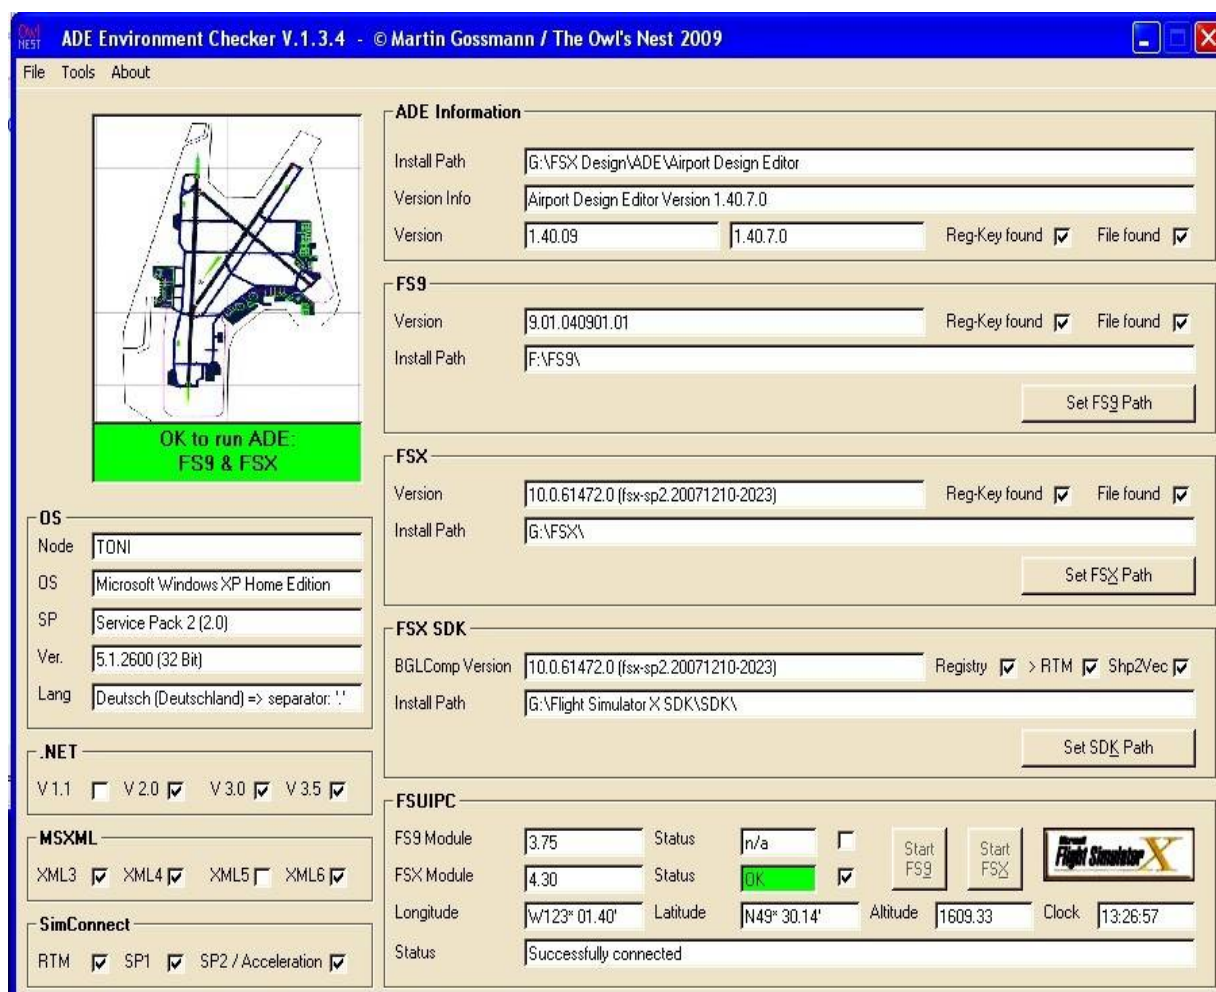 Owl
NEST
ADE Environment Checker V.1.3.4 - © Martin Gossmann / The Owl's Nest 2009
File Tools About
OK to run ADE:
FS9 & FSX
OS
Node TONI
OS Microsoft Windows XP Home Edition
SP Service Pack 2 (2.0)
Ver. 5.1.2600 (32 Bit)
Lang Deutsch (Deutschland) => separator: '.'
.NET
V 1.1 V 2.0 V 3.0 V 3.5
MSXML
XML3 XML4 XML5 XML6
SimConnect
RTM SP1 SP2 / Acceleration
ADE Information
Install Path G:\FSX Design\ADE\Airport Design Editor
Version Info Airport Design Editor Version 1.40.7.0
Version 1.40.09 1.40.7.0 Reg-Key found File found
FS9
Version 9.01.040901.01 Reg-Key found File found
Install Path F:\FS9\
Set FS9 Path
FSX
Version 10.0.61472.0 (fsx-sp2.20071210-2023) Reg-Key found File found
Install Path G:\FSX\
Set FSX Path
FSX SDK
BGLComp Version 10.0.61472.0 (fsx-sp2.20071210-2023) Registry > RTM Shp2Vec
Install Path G:\Flight Simulator X SDK\SDK\
Set SDK Path
FSUIPC
FS9 Module 3.75 Status n/a
FSX Module 4.30 Status OK
Start FS9
Start FSX
Microsoft
Flight Simulator X
Longitude W123* 01.40' Latitude N49* 30.14' Altitude 1609.33 Clock 13:26:57
Status Successfully connected